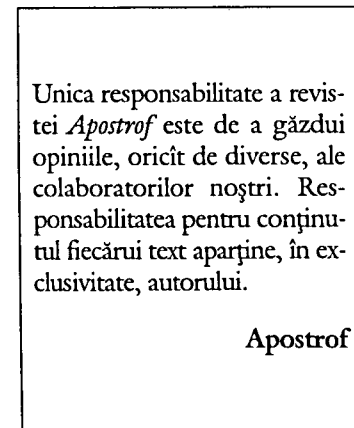 Unica responsabilitate a revis-
tei Apostrof este de a găzdui
opiniile, oricît de diverse, ale
colaboratorilor noştri. Res-
ponsabilitatea pentru conţinu-
tul fiecărui text aparţine, în ex-
clusivitate, autorului.
Apostrof